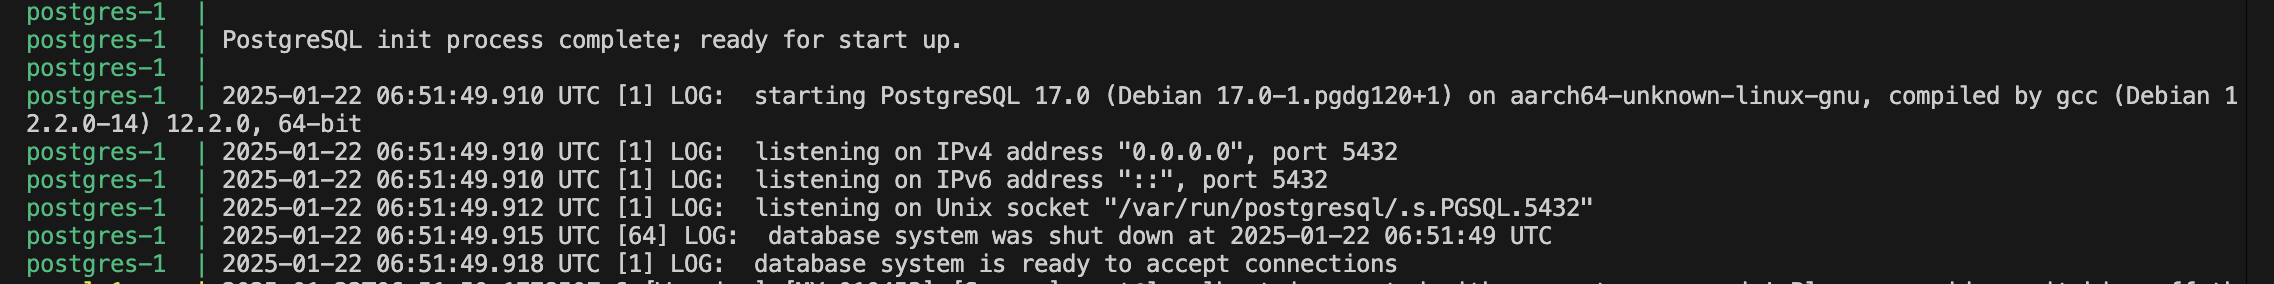 postgres-1  |
postgres-1  | PostgreSQL init process complete; ready for start up.
postgres-1  |
postgres-1  | 2025-01-22 06:51:49.910 UTC [1] LOG:  starting PostgreSQL 17.0 (Debian 17.0-1.pgdg120+1) on aarch64-unknown-linux-gnu, compiled by gcc (Debian 1
2.2.0-14) 12.2.0, 64-bit
postgres-1  | 2025-01-22 06:51:49.910 UTC [1] LOG:  listening on IPv4 address "0.0.0.0", port 5432
postgres-1  | 2025-01-22 06:51:49.910 UTC [1] LOG:  listening on IPv6 address "::", port 5432
postgres-1  | 2025-01-22 06:51:49.912 UTC [1] LOG:  listening on Unix socket "/var/run/postgresql/.s.PGSQL.5432"
postgres-1  | 2025-01-22 06:51:49.915 UTC [64] LOG:  database system was shut down at 2025-01-22 06:51:49 UTC
postgres-1  | 2025-01-22 06:51:49.918 UTC [1] LOG:  database system is ready to accept connections